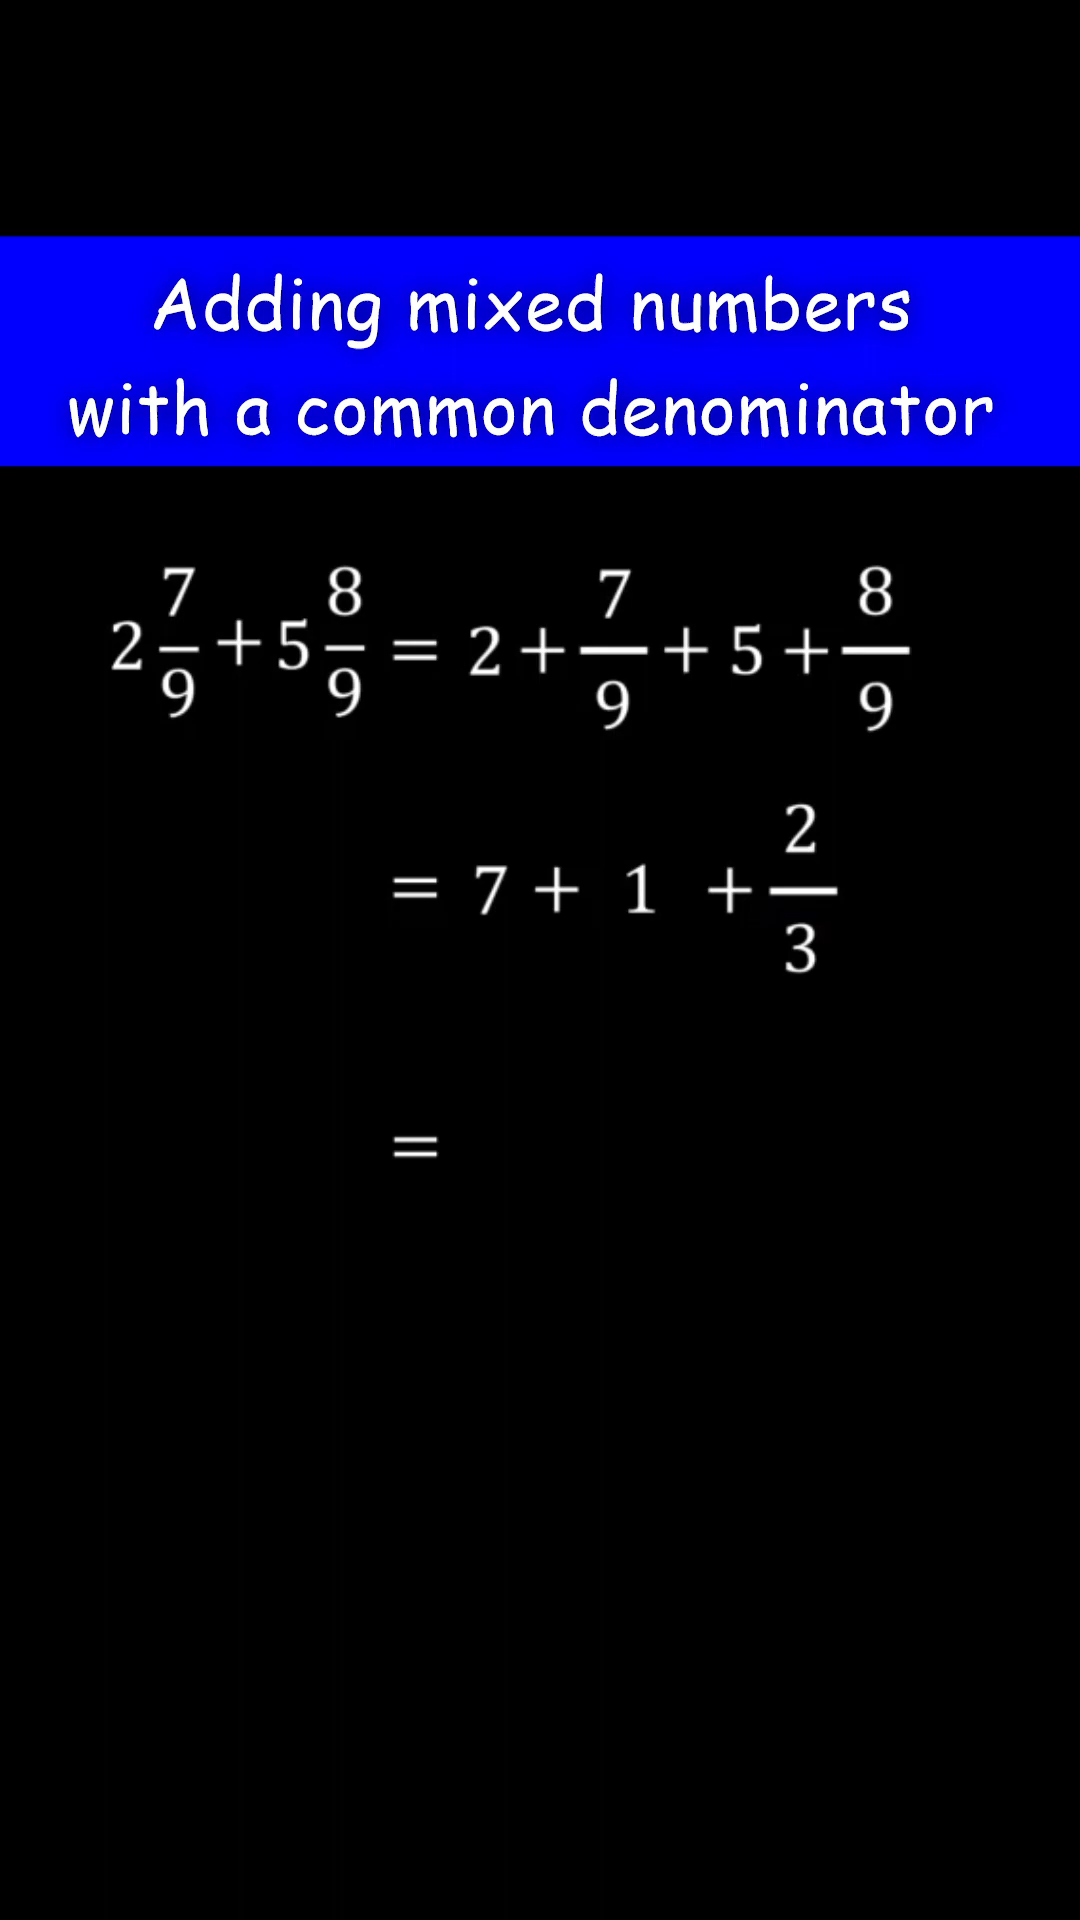 Adding mixed numbers
with a common denominator
2 7/9 + 5 8/9 = 2 + 7/9 + 5 + 8/9
= 7 + 1 + 2/3
=